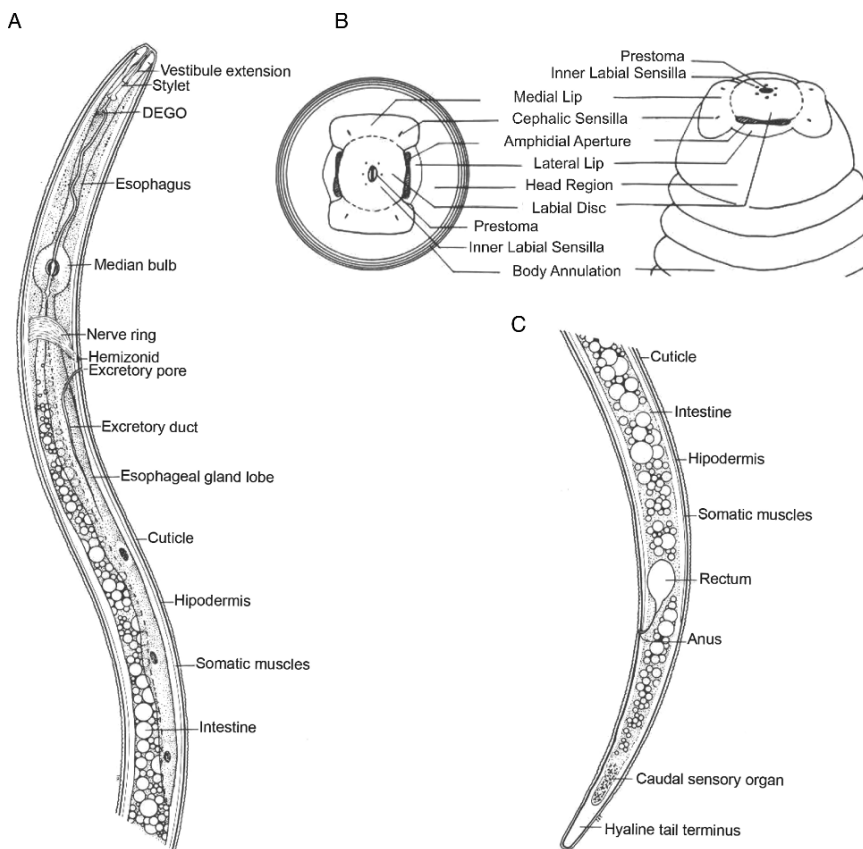 A
Vestibule extension
Stylet
DEGO
Esophagus
Median bulb
Nerve ring
Hemizonid
Excretory pore
Excretory duct
Esophageal gland lobe
Cuticle
Hipodermis
Somatic muscles
Intestine
B
Prestoma
Inner Labial Sensilla
Medial Lip
Cephalic Sensilla
Amphidial Aperture
Lateral Lip
Head Region
Labial Disc
Prestoma
Inner Labial Sensilla
Body Annulation
C
Cuticle
Intestine
Hipodermis
Somatic muscles
Rectum
Anus
Caudal sensory organ
Hyaline tail terminus